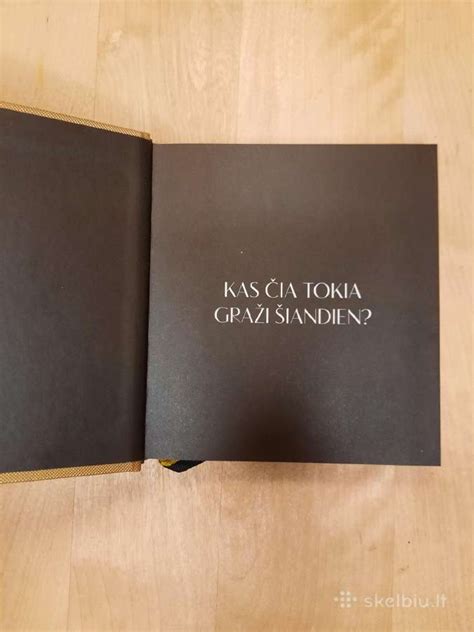 KAS ČIA TOKIA
GRAŽI ŠIANDIEN?
skelbiu.lt